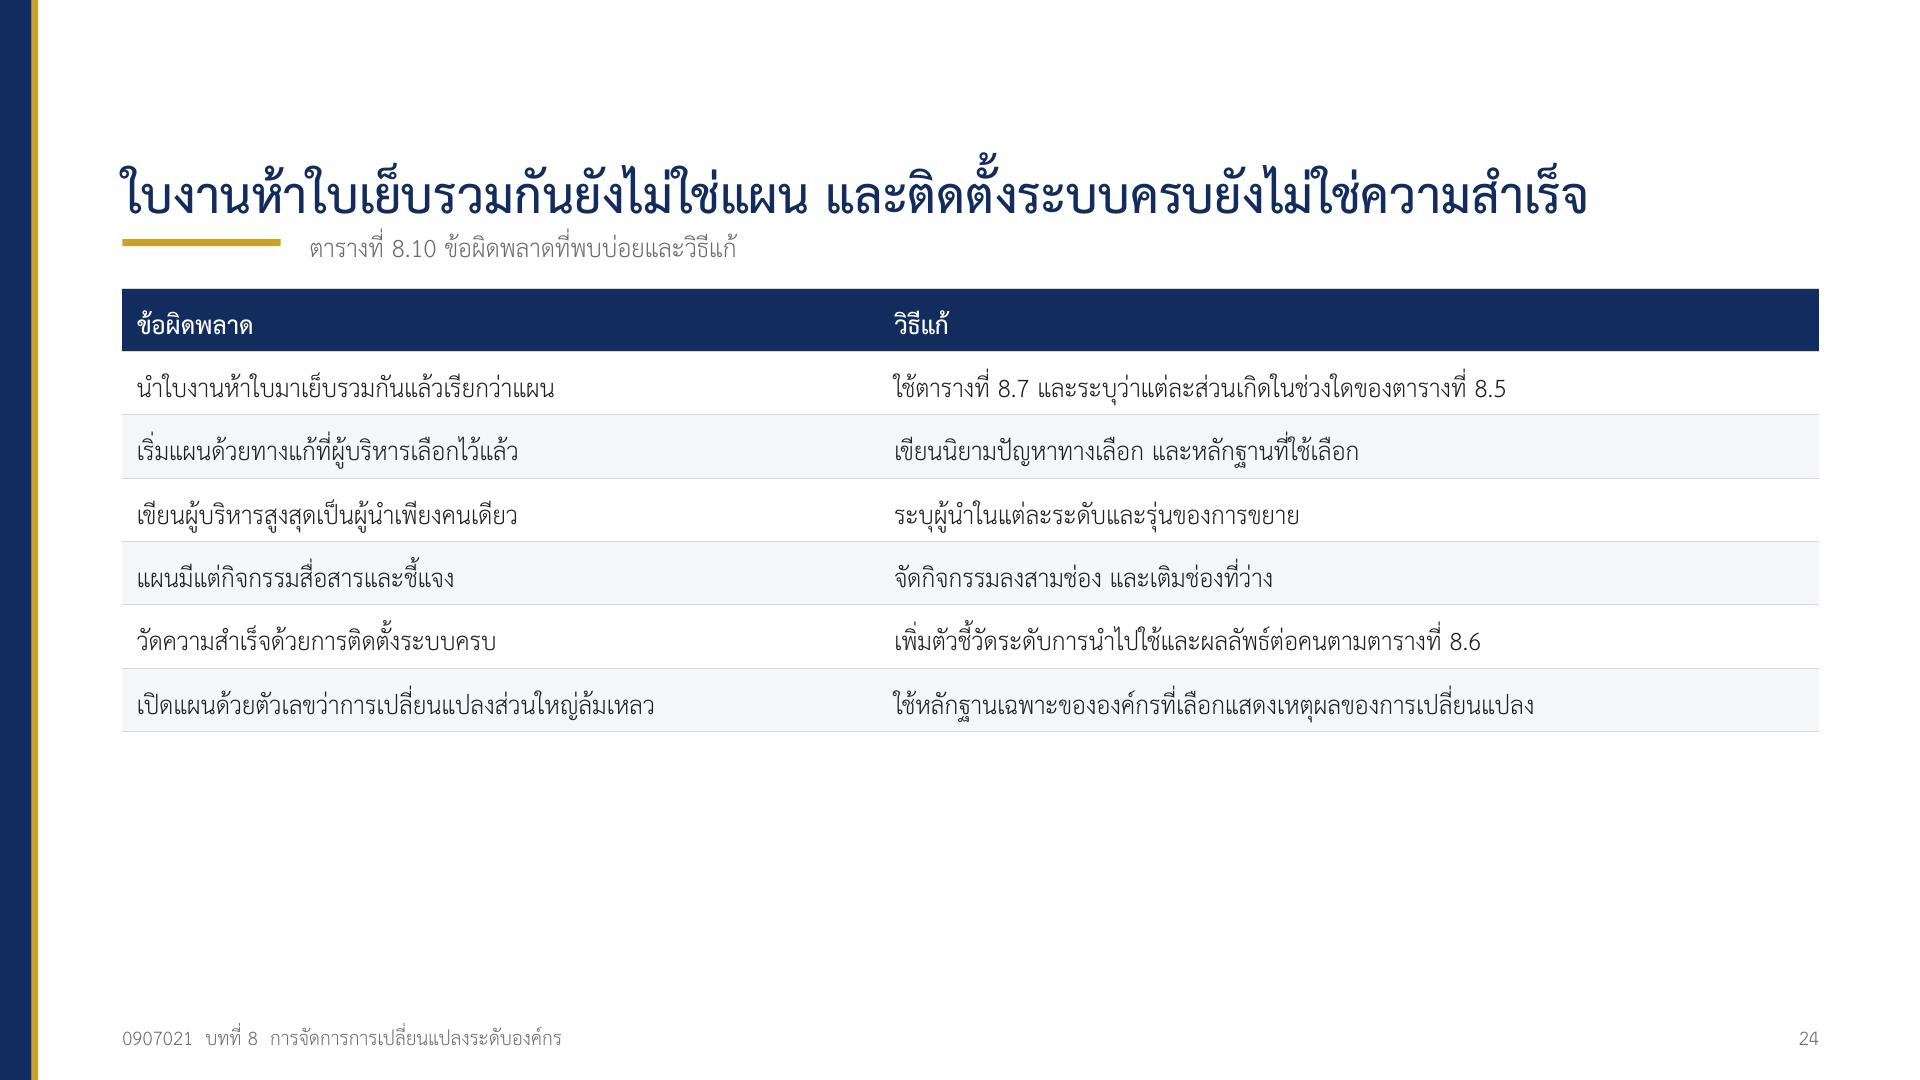 ใบงานห้าใบเย็บรวมกันยังไม่ใช่แผน และติดตั้งระบบครบยังไม่ใช่ความสำเร็จ
ตารางที่ 8.10 ข้อผิดพลาดที่พบบ่อยและวิธีแก้
ข้อผิดพลาด วิธีแก้
นำใบงานห้าใบมาเย็บรวมกันแล้วเรียกว่าแผน ใช้ตารางที่ 8.7 และระบุว่าแต่ละส่วนเกิดในช่วงใดของตารางที่ 8.5
เริ่มแผนด้วยทางแก้ที่ผู้บริหารเลือกไว้แล้ว เขียนนิยามปัญหาทางเลือก และหลักฐานที่ใช้เลือก
เขียนผู้บริหารสูงสุดเป็นผู้นำเพียงคนเดียว ระบุผู้นำในแต่ละระดับและรุ่นของการขยาย
แผนมีแต่กิจกรรมสื่อสารและชี้แจง จัดกิจกรรมลงสามช่อง และเติมช่องที่ว่าง
วัดความสำเร็จด้วยการติดตั้งระบบครบ เพิ่มตัวชี้วัดระดับการนำไปใช้และผลลัพธ์ต่อคนตามตารางที่ 8.6
เปิดแผนด้วยตัวเลขว่าการเปลี่ยนแปลงส่วนใหญ่ล้มเหลว ใช้หลักฐานเฉพาะขององค์กรที่เลือกแสดงเหตุผลของการเปลี่ยนแปลง
0907021 บทที่ 8 การจัดการการเปลี่ยนแปลงระดับองค์กร 24